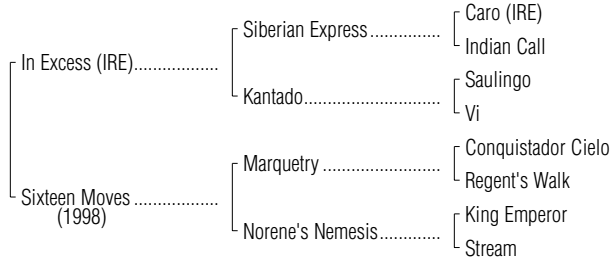 Caro (IRE)
Siberian Express..............
Indian Call
In Excess (IRE).................
Saulingo
Kantado............................
Vi
Conquistador Cielo
Marquetry ........................
Regent's Walk
Sixteen Moves .................
(1998)
King Emperor
Norene's Nemesis.............
Stream